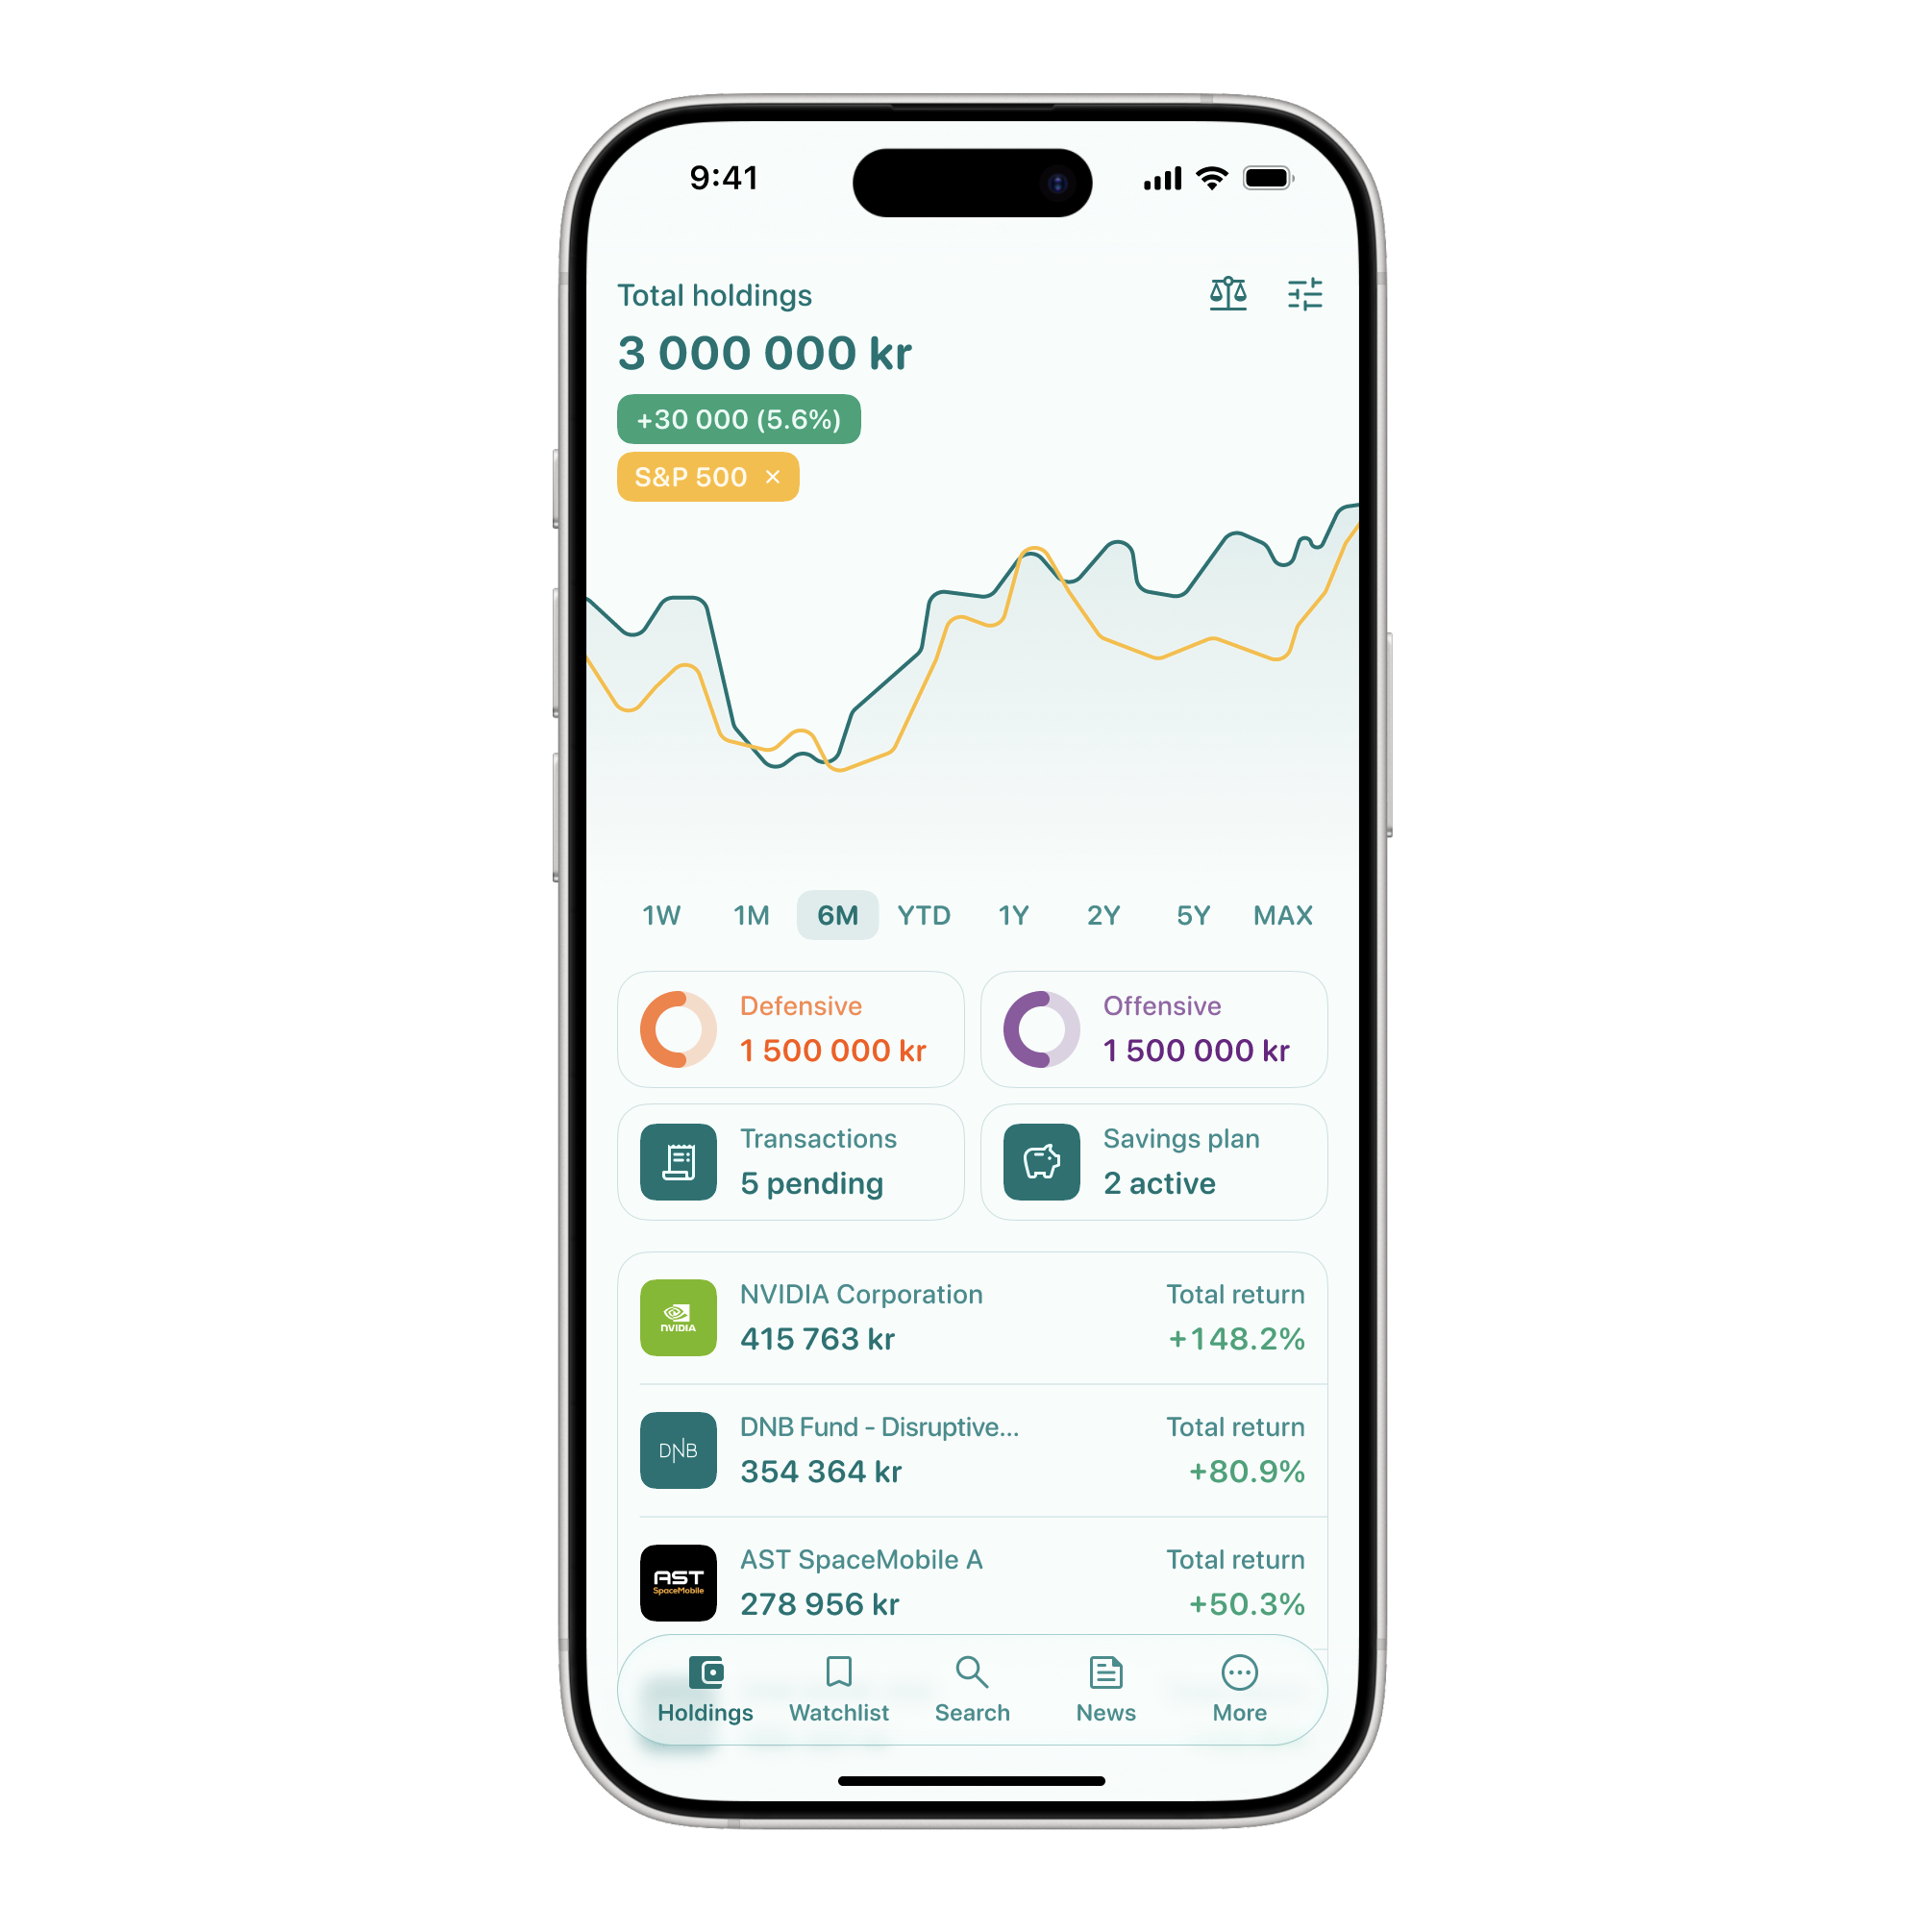 9:41
Total holdings
3 000 000 kr
+30 000 (5.6%)
S&P 500 ×
1W 1M 6M YTD 1Y 2Y 5Y MAX
Defensive
1 500 000 kr
Offensive
1 500 000 kr
Transactions
5 pending
Savings plan
2 active
NVIDIA
NVIDIA Corporation
415 763 kr
Total return
+148.2%
DNB
DNB Fund - Disruptive...
354 364 kr
Total return
+80.9%
AST
SpaceMobile
AST SpaceMobile A
278 956 kr
Total return
+50.3%
Holdings Watchlist Search News More